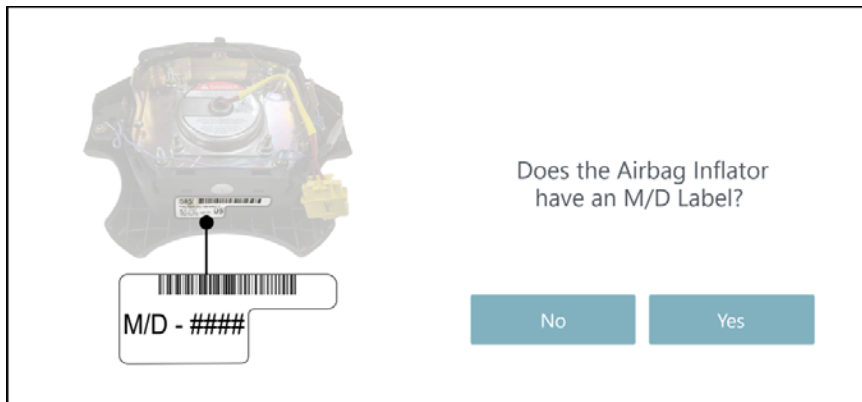 M/D - ####
Does the Airbag Inflator
have an M/D Label?
No
Yes